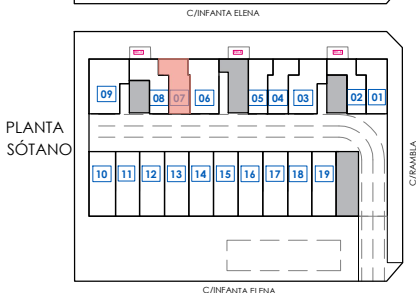 C/INFANTA ELENA
09 08 07 06 05 04 03 02 01
PLANTA
SÓTANO
10 11 12 13 14 15 16 17 18 19
C/RAMBLA
C/INFANTA ELENA